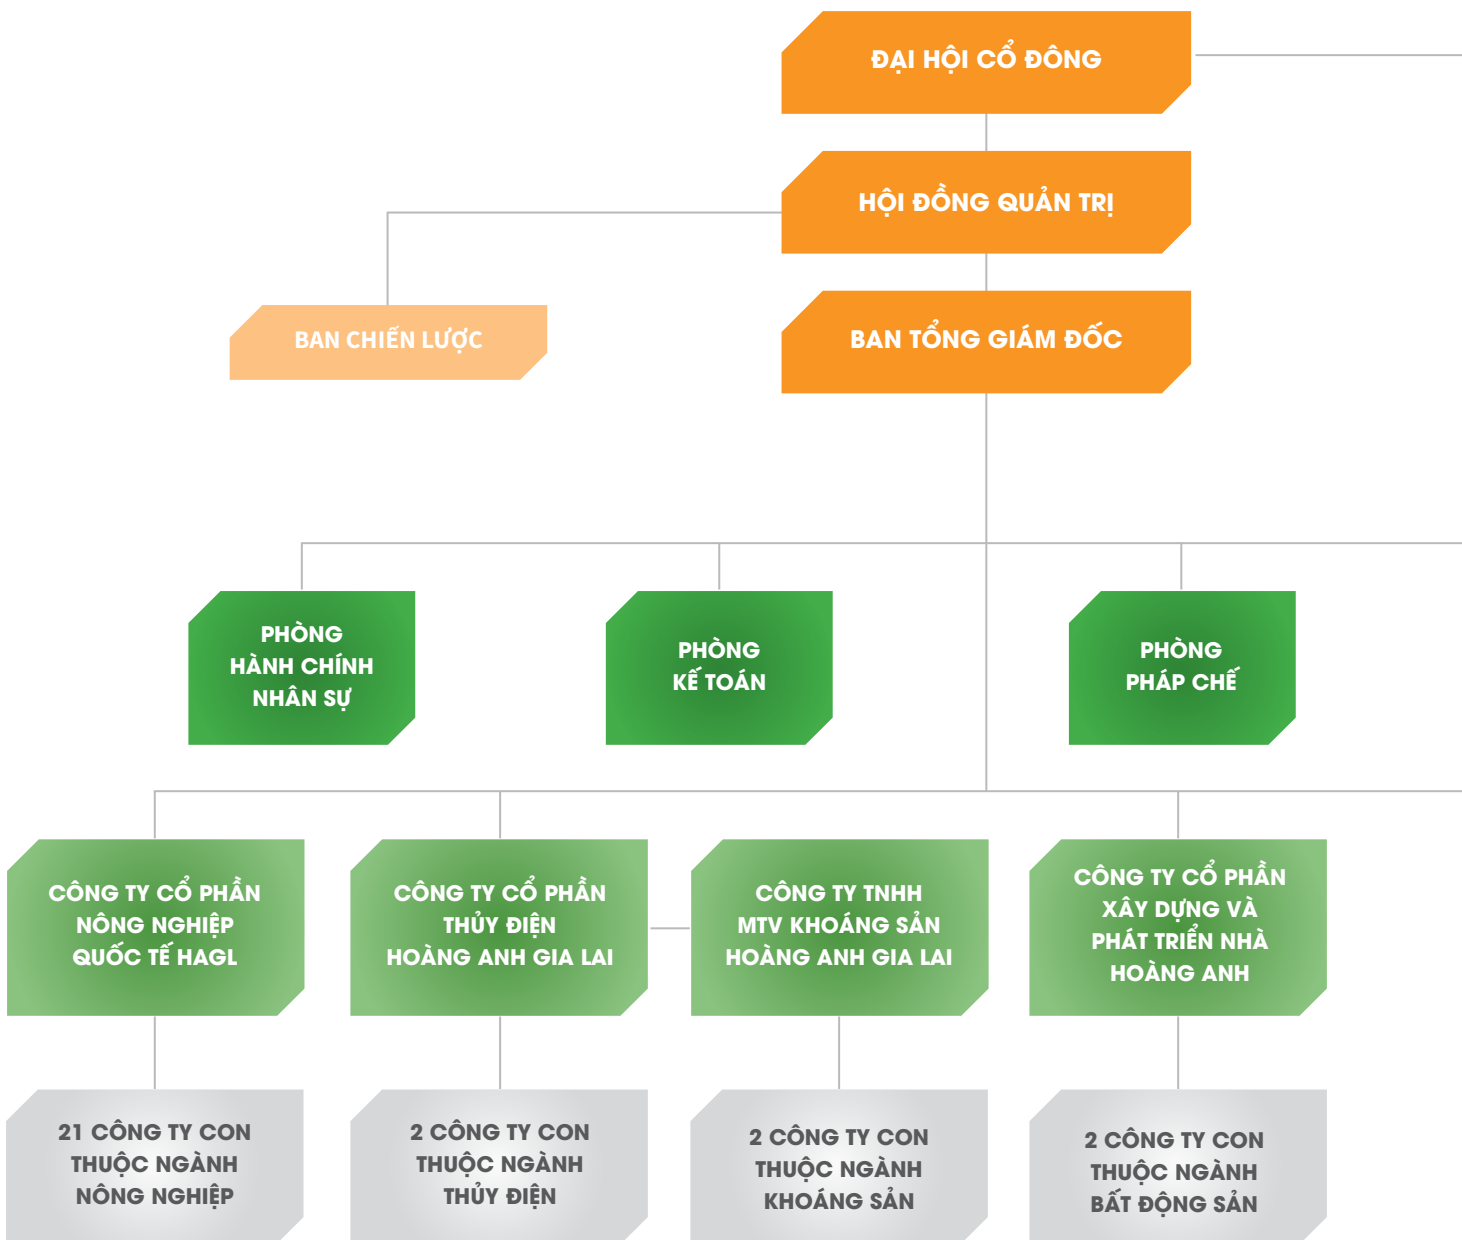 ĐẠI HỘI CỔ ĐÔNG
HỘI ĐỒNG QUẢN TRỊ
BAN CHIẾN LƯỢC
BAN TỔNG GIÁM ĐỐC
PHÒNG
HÀNH CHÍNH
NHÂN SỰ
PHÒNG
KẾ TOÁN
PHÒNG
PHÁP CHẾ
CÔNG TY CỔ PHẦN
NÔNG NGHIỆP
QUỐC TẾ HAGL
CÔNG TY CỔ PHẦN
THỦY ĐIỆN
HOÀNG ANH GIA LAI
CÔNG TY TNHH
MTV KHOÁNG SẢN
HOÀNG ANH GIA LAI
CÔNG TY CỔ PHẦN
XÂY DỰNG VÀ
PHÁT TRIỂN NHÀ
HOÀNG ANH
21 CÔNG TY CON
THUỘC NGÀNH
NÔNG NGHIỆP
2 CÔNG TY CON
THUỘC NGÀNH
THỦY ĐIỆN
2 CÔNG TY CON
THUỘC NGÀNH
KHOÁNG SẢN
2 CÔNG TY CON
THUỘC NGÀNH
BẤT ĐỘNG SẢN